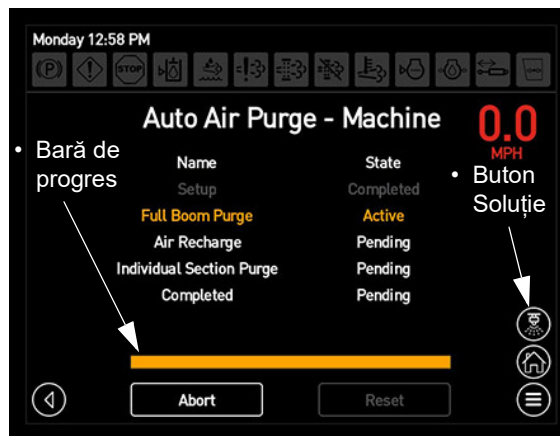 Monday 12:58 PM
(P)
STOP
Auto Air Purge - Machine
0.0
MPH
• Bară de
progres
• Buton
Soluție
Name State
Setup Completed
Full Boom Purge Active
Air Recharge Pending
Individual Section Purge Pending
Completed Pending
Abort Reset